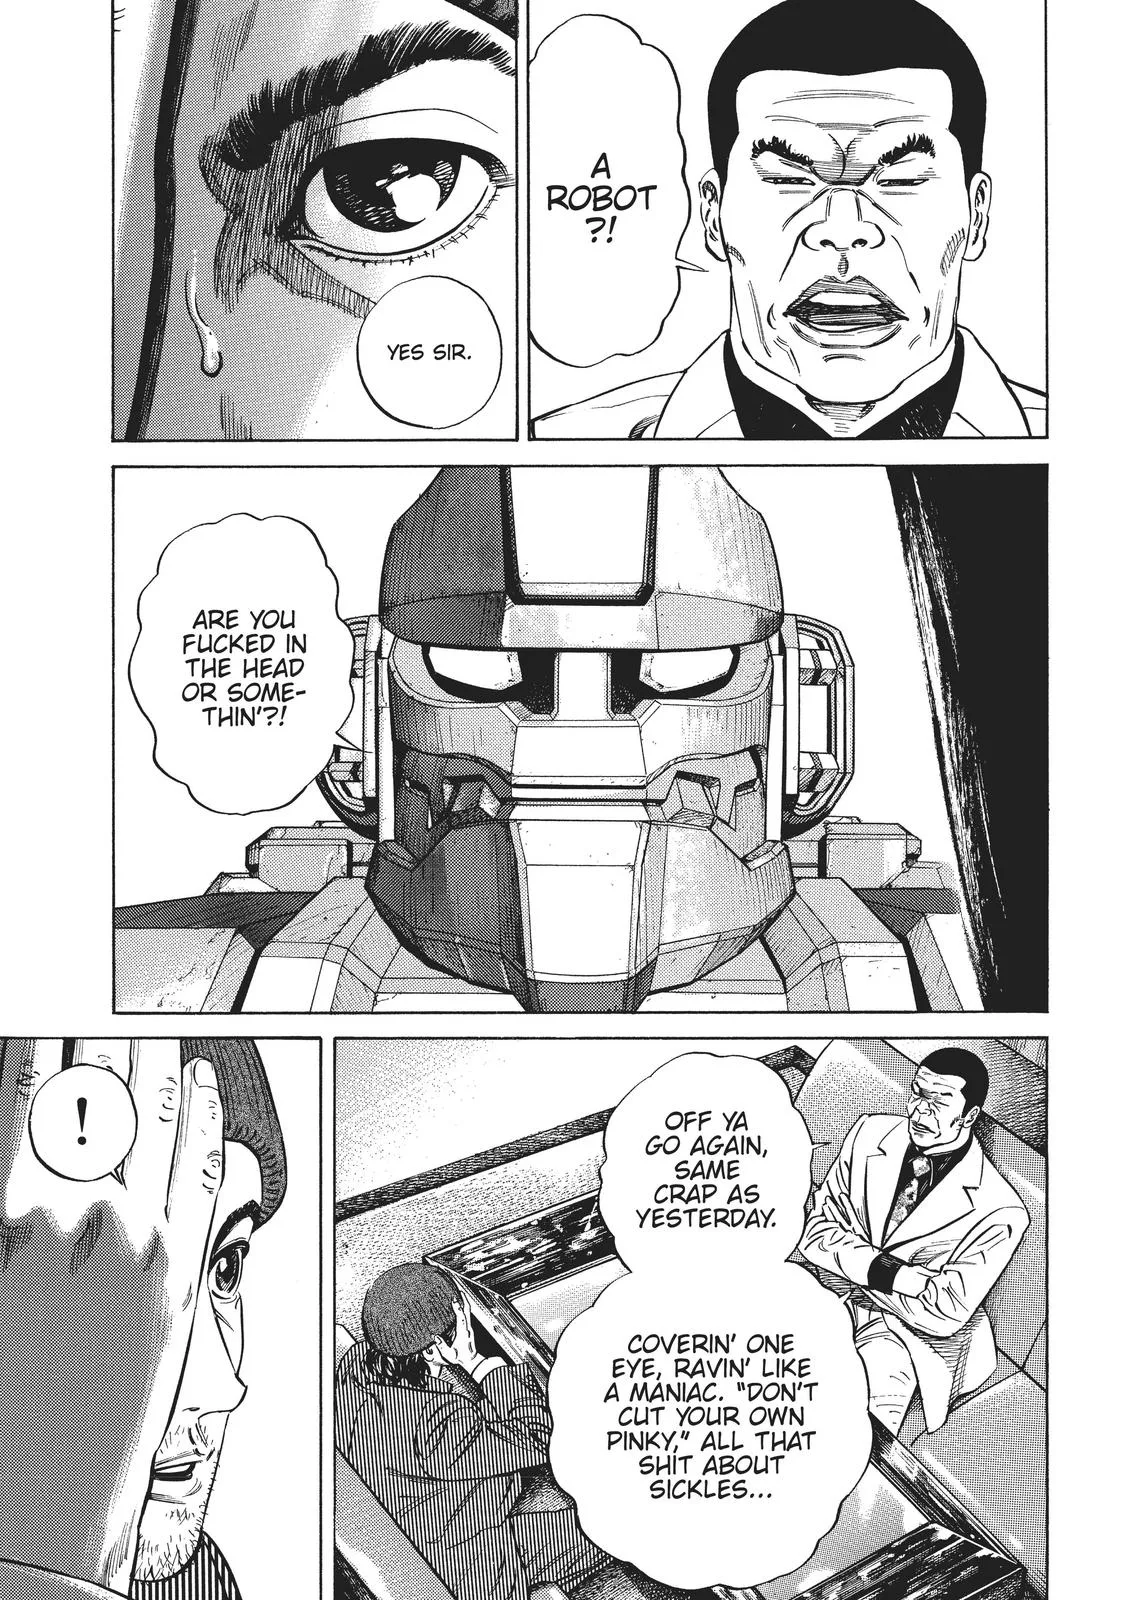 A
ROBOT
?!
YES SIR.
ARE YOU
FUCKED IN
THE HEAD
OR SOME-
THIN'?!
OFF YA
GO AGAIN,
SAME
CRAP AS
YESTERDAY.
COVERIN' ONE
EYE, RAVIN' LIKE
A MANIAC. "DON'T
CUT YOUR OWN
PINKY," ALL THAT
SHIT ABOUT
SICKLES...
!